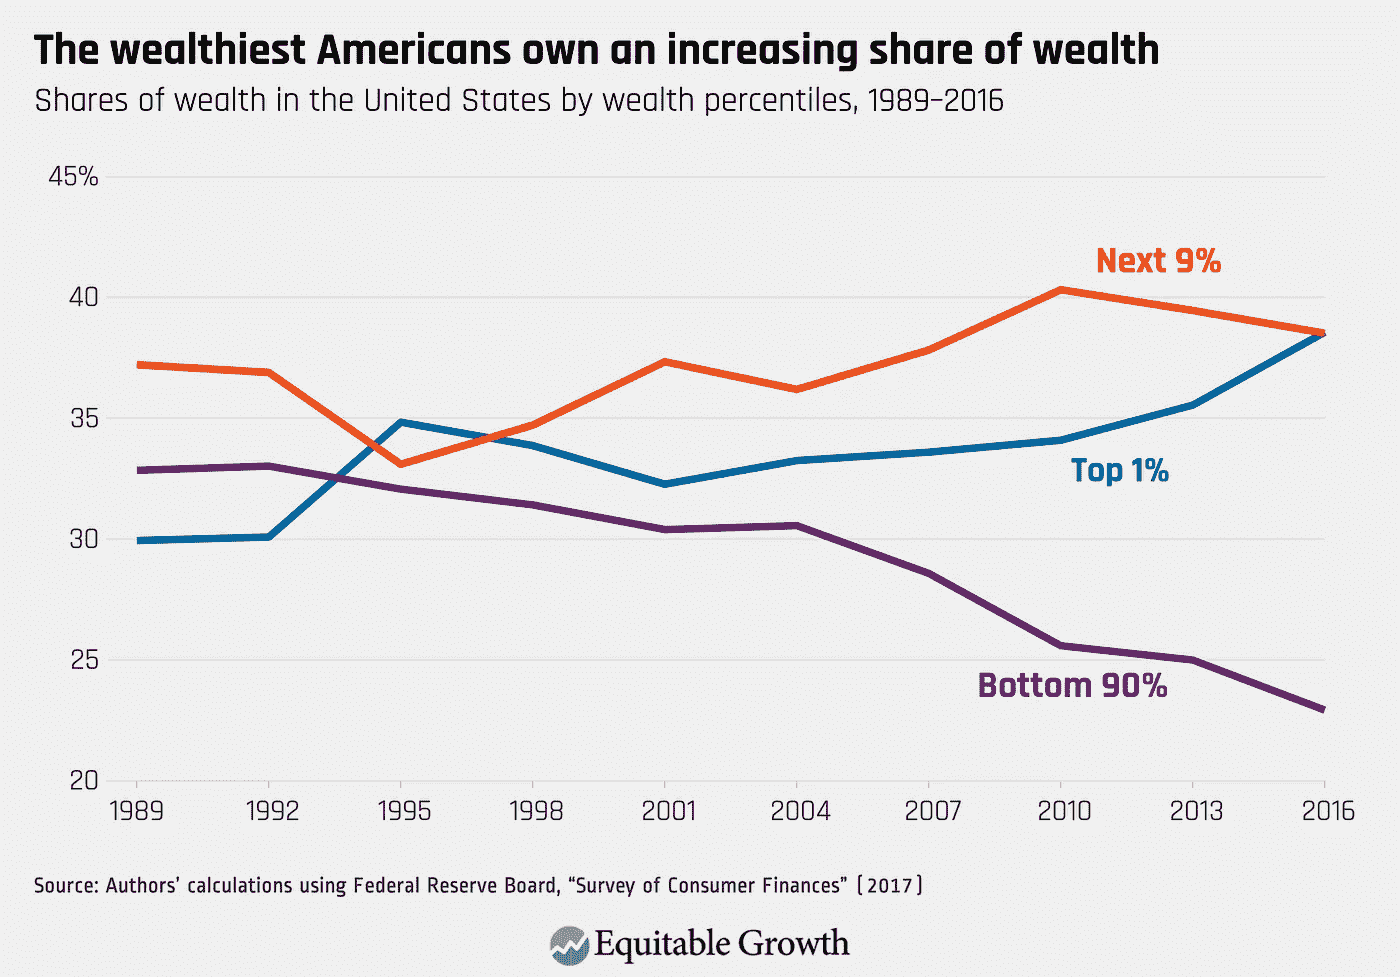 The wealthiest Americans own an increasing share of wealth
Shares of wealth in the United States by wealth percentiles, 1989–2016
45%
Next 9%
40
35
Top 1%
30
25
Bottom 90%
20
1989 1992 1995 1998 2001 2004 2007 2010 2013 2016
Source: Authors’ calculations using Federal Reserve Board, “Survey of Consumer Finances” (2017)
Equitable Growth